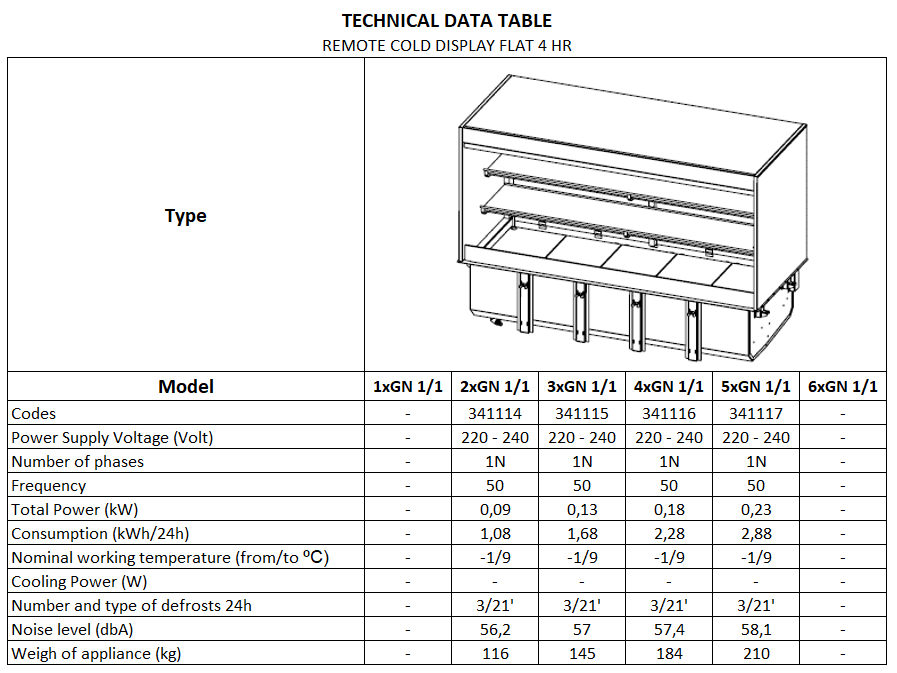 TECHNICAL DATA TABLE
REMOTE COLD DISPLAY FLAT 4 HR
Type
Model 1xGN 1/1 2xGN 1/1 3xGN 1/1 4xGN 1/1 5xGN 1/1 6xGN 1/1
Codes - 341114 341115 341116 341117 -
Power Supply Voltage (Volt) - 220 - 240 220 - 240 220 - 240 220 - 240 -
Number of phases - 1N 1N 1N 1N -
Frequency - 50 50 50 50 -
Total Power (kW) - 0,09 0,13 0,18 0,23 -
Consumption (kWh/24h) - 1,08 1,68 2,28 2,88 -
Nominal working temperature (from/to ºC) - -1/9 -1/9 -1/9 -1/9 -
Cooling Power (W) - - - - - -
Number and type of defrosts 24h - 3/21' 3/21' 3/21' 3/21' -
Noise level (dbA) - 56,2 57 57,4 58,1 -
Weigh of appliance (kg) - 116 145 184 210 -